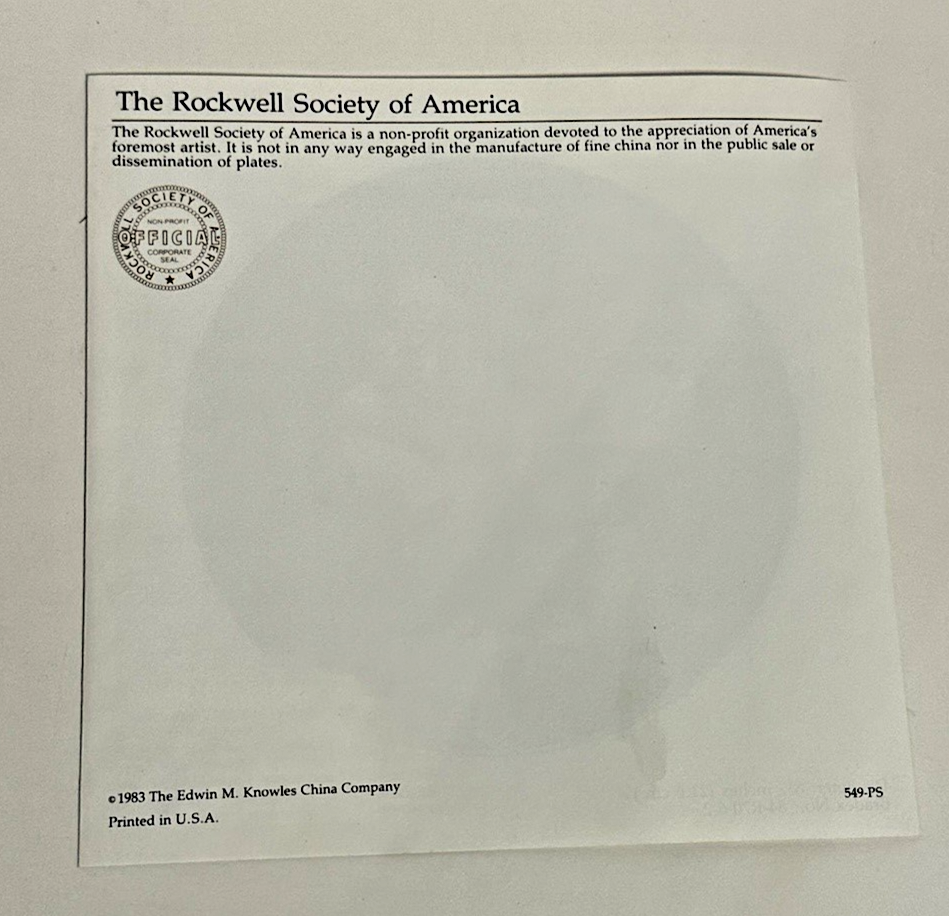 The Rockwell Society of America
The Rockwell Society of America is a non-profit organization devoted to the appreciation of America's
foremost artist. It is not in any way engaged in the manufacture of fine china nor in the public sale or
dissemination of plates.
ROCKWELL SOCIETY OF AMERICA
NON-PROFIT
OFFICIAL
CORPORATE
SEAL
©1983 The Edwin M. Knowles China Company
549-PS
Printed in U.S.A.